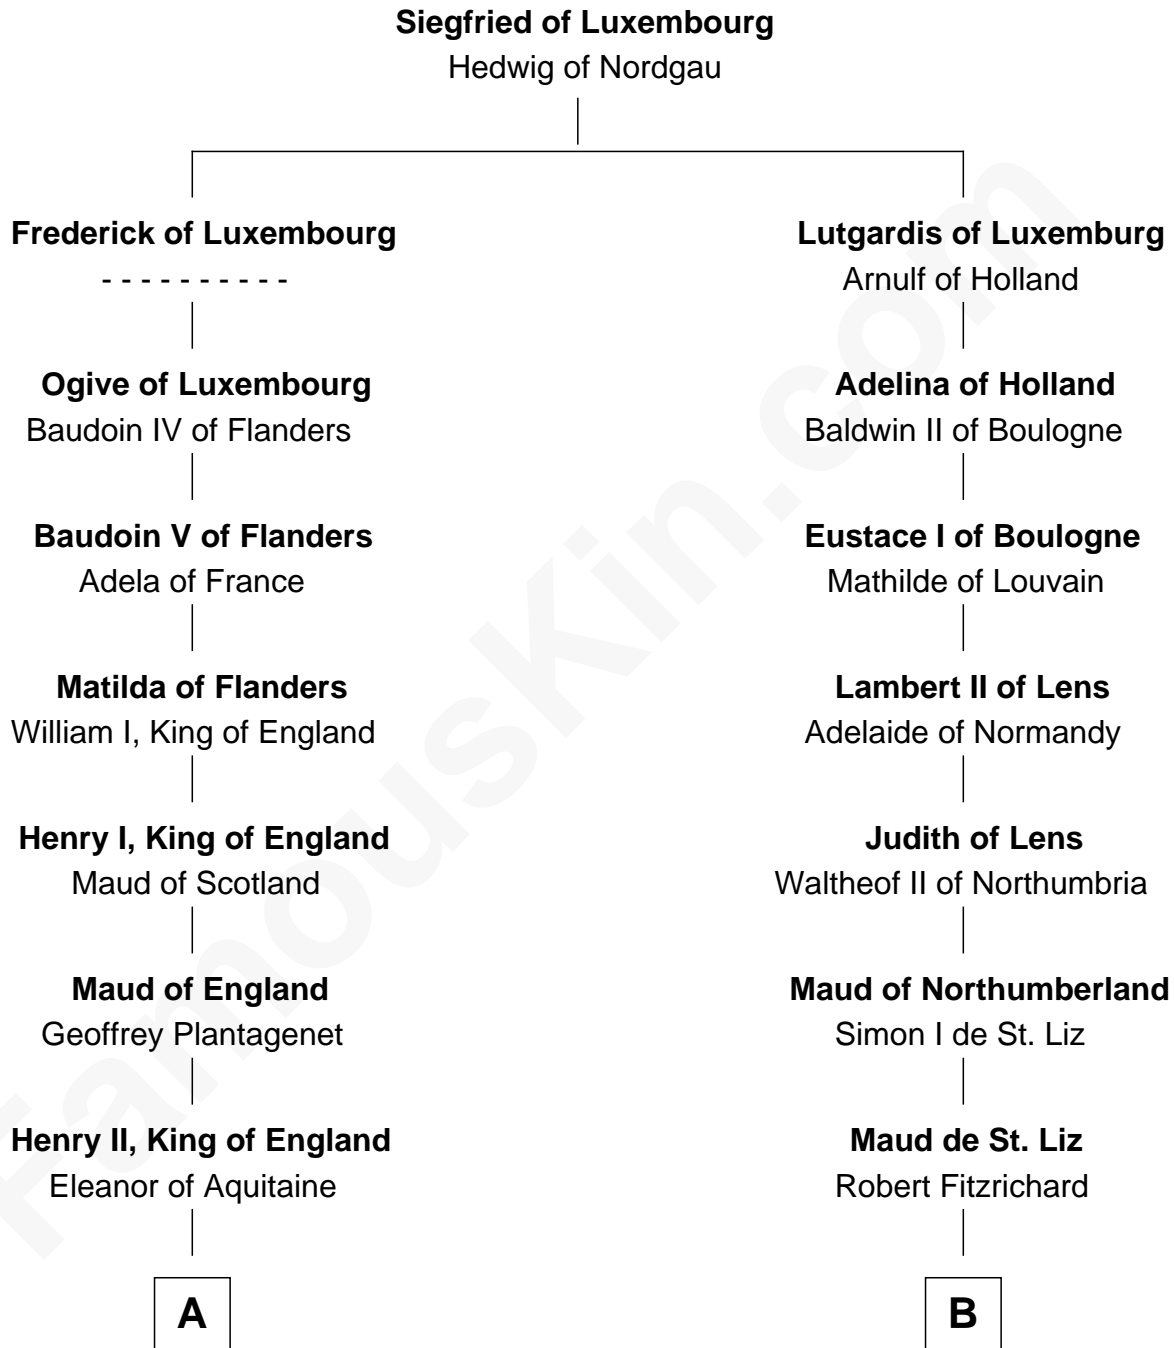 Siegfried of Luxembourg
Hedwig of Nordgau
Frederick of Luxembourg
- - - - - - - - - -
Ogive of Luxembourg
Baudoin IV of Flanders
Baudoin V of Flanders
Adela of France
Matilda of Flanders
William I, King of England
Henry I, King of England
Maud of Scotland
Maud of England
Geoffrey Plantagenet
Henry II, King of England
Eleanor of Aquitaine
A
Lutgardis of Luxemburg
Arnulf of Holland
Adelina of Holland
Baldwin II of Boulogne
Eustace I of Boulogne
Mathilde of Louvain
Lambert II of Lens
Adelaide of Normandy
Judith of Lens
Waltheof II of Northumbria
Maud of Northumberland
Simon I de St. Liz
Maud de St. Liz
Robert Fitzrichard
B
FamousKin.com